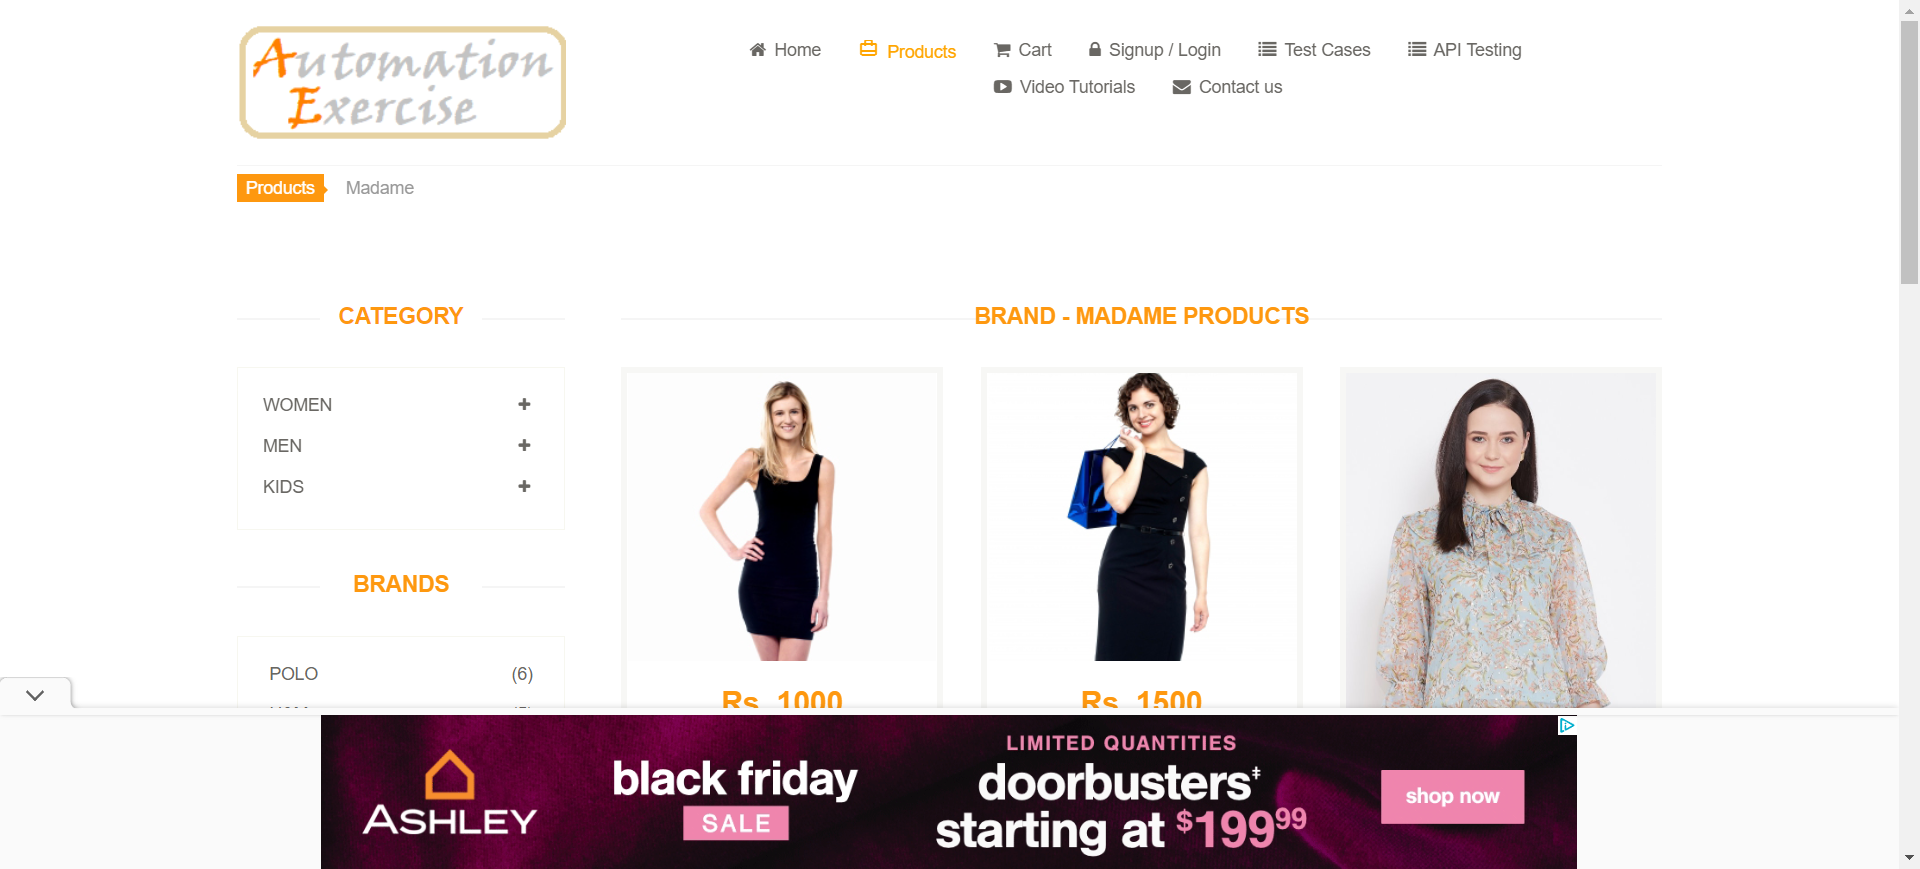 Automation
Exercise
Home
Products
Cart
Signup / Login
Test Cases
API Testing
Video Tutorials
Contact us
Products
Madame
CATEGORY
WOMEN
MEN
KIDS
BRANDS
POLO (6)
BRAND - MADAME PRODUCTS
Rs. 1000
Rs. 1500
ASHLEY
black friday
SALE
LIMITED QUANTITIES
doorbusters‡
starting at $19999
shop now